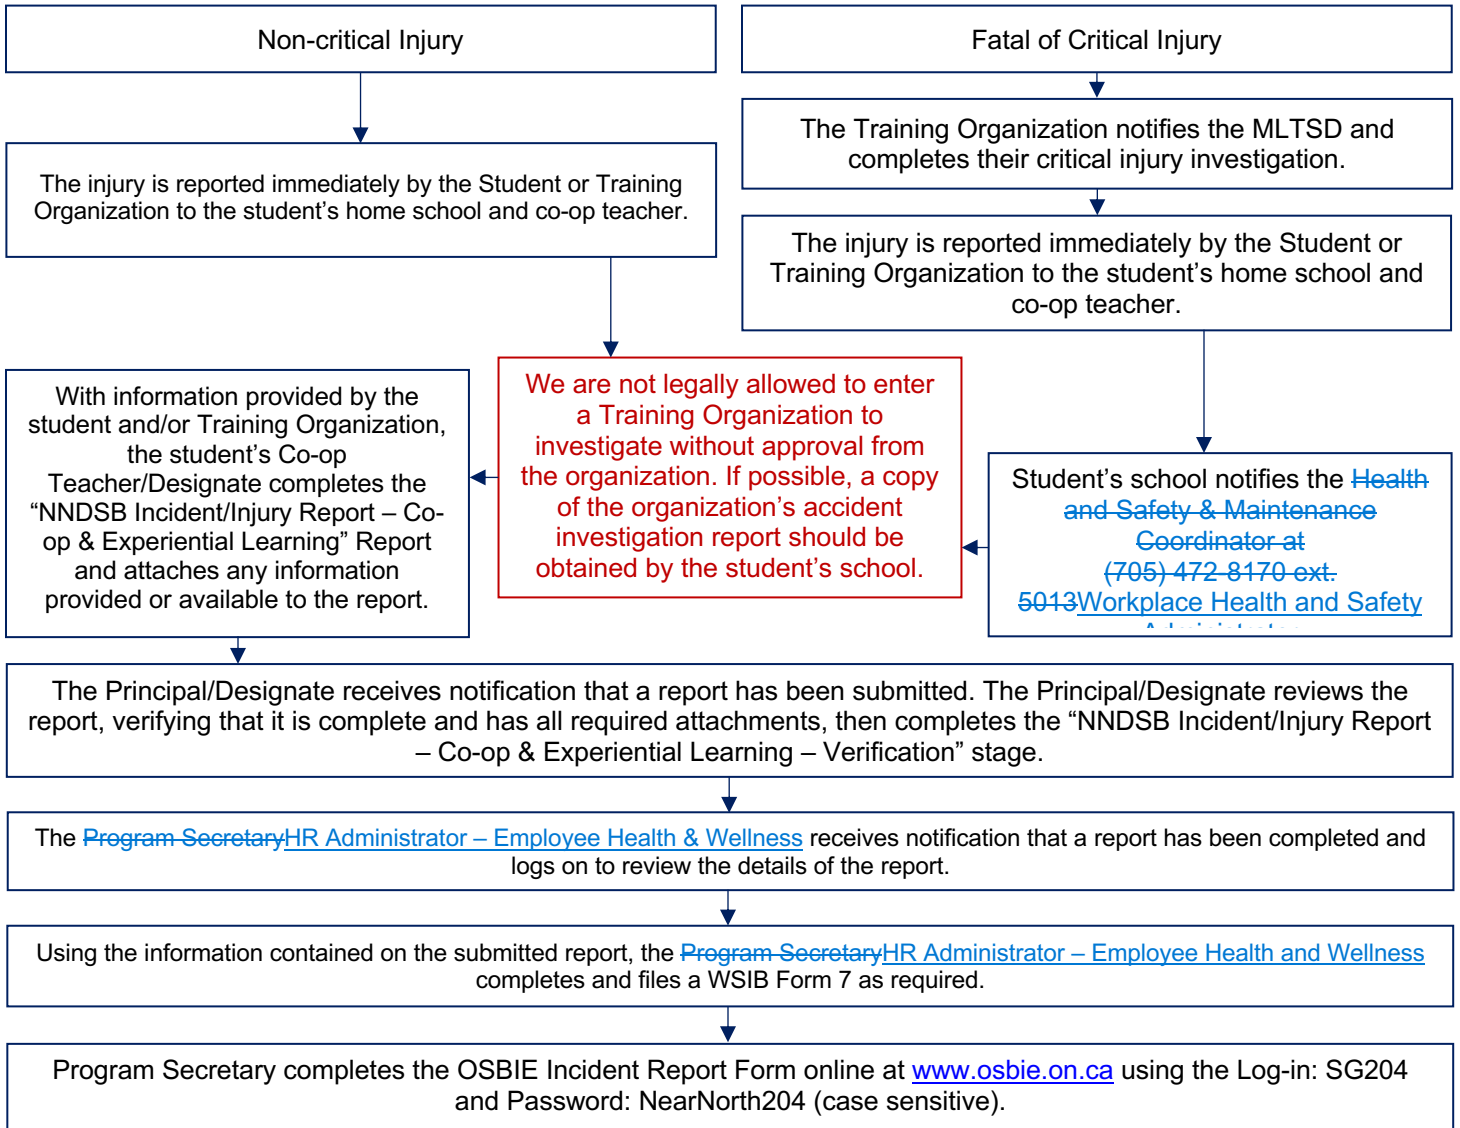 Non-critical Injury
Fatal of Critical Injury
The Training Organization notifies the MLTSD and
completes their critical injury investigation.
The injury is reported immediately by the Student or Training
Organization to the student’s home school and co-op teacher.
The injury is reported immediately by the Student or
Training Organization to the student’s home school and
co-op teacher.
With information provided by the
student and/or Training Organization,
the student’s Co-op
Teacher/Designate completes the
“NNDSB Incident/Injury Report – Co-
op & Experiential Learning” Report
and attaches any information
provided or available to the report.
We are not legally allowed to enter
a Training Organization to
investigate without approval from
the organization. If possible, a copy
of the organization’s accident
investigation report should be
obtained by the student’s school.
Student’s school notifies the Health
and Safety & Maintenance
Coordinator at
(705) 472-8170 ext.
5013Workplace Health and Safety
The Principal/Designate receives notification that a report has been submitted. The Principal/Designate reviews the
report, verifying that it is complete and has all required attachments, then completes the “NNDSB Incident/Injury Report
– Co-op & Experiential Learning – Verification” stage.
The Program SecretaryHR Administrator – Employee Health & Wellness receives notification that a report has been completed and
logs on to review the details of the report.
Using the information contained on the submitted report, the Program SecretaryHR Administrator – Employee Health and Wellness
completes and files a WSIB Form 7 as required.
Program Secretary completes the OSBIE Incident Report Form online at www.osbie.on.ca using the Log-in: SG204
and Password: NearNorth204 (case sensitive).